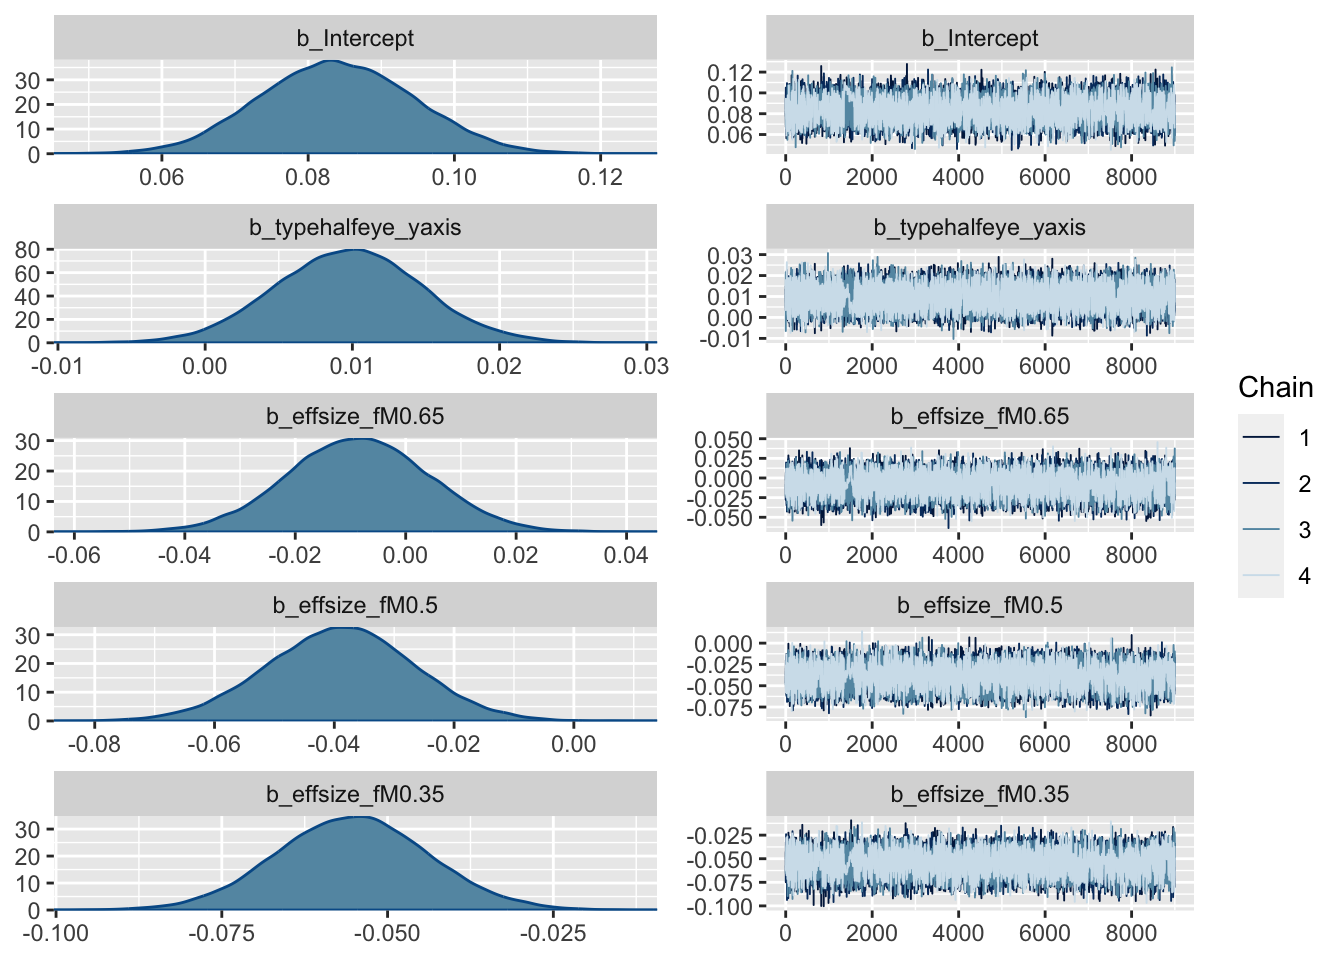 b_Intercept
30
20
10
0
0.06 0.08 0.10 0.12
b_Intercept
0.12
0.10
0.08
0.06
0 2000 4000 6000 8000
b_typehalfeye_yaxis
80
60
40
20
0
-0.01 0.00 0.01 0.02 0.03
b_typehalfeye_yaxis
0.03
0.02
0.01
0.00
-0.01
0 2000 4000 6000 8000
b_effsize_fM0.65
30
20
10
0
-0.06 -0.04 -0.02 0.00 0.02 0.04
b_effsize_fM0.65
0.050
0.025
0.000
-0.025
-0.050
0 2000 4000 6000 8000
b_effsize_fM0.5
30
20
10
0
-0.08 -0.06 -0.04 -0.02 0.00
b_effsize_fM0.5
0.000
-0.025
-0.050
-0.075
0 2000 4000 6000 8000
b_effsize_fM0.35
30
20
10
0
-0.100 -0.075 -0.050 -0.025
b_effsize_fM0.35
-0.025
-0.050
-0.075
-0.100
0 2000 4000 6000 8000
Chain
1
2
3
4